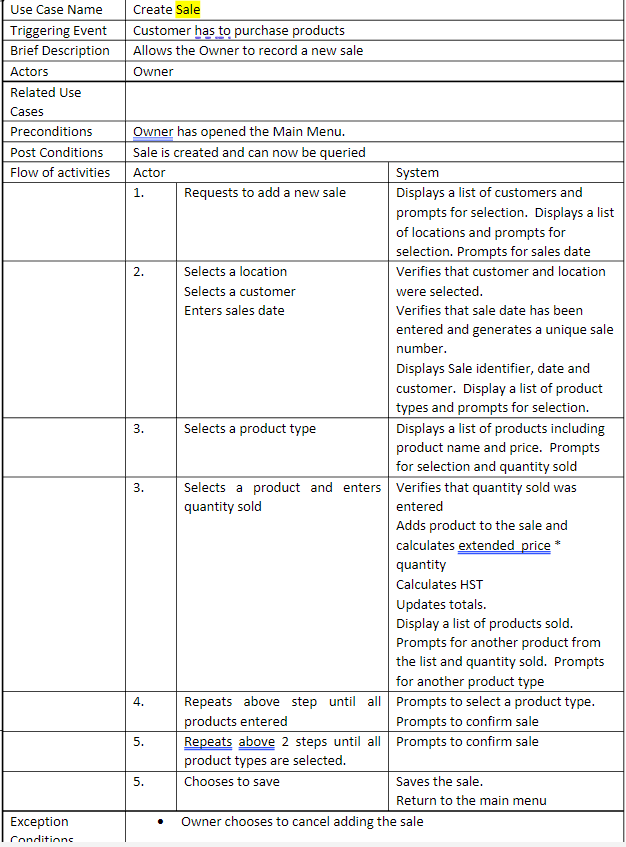 Use Case Name Create Sale
Triggering Event Customer has to purchase products
Brief Description Allows the Owner to record a new sale
Actors Owner
Related Use
Cases
Preconditions Owner has opened the Main Menu.
Post Conditions Sale is created and can now be queried
Flow of activities Actor System
1. Requests to add a new sale Displays a list of customers and
prompts for selection. Displays a list
of locations and prompts for
selection. Prompts for sales date
2. Selects a location Verifies that customer and location
Selects a customer were selected.
Enters sales date Verifies that sale date has been
entered and generates a unique sale
number.
Displays Sale identifier, date and
customer. Display a list of product
types and prompts for selection.
3. Selects a product type Displays a list of products including
product name and price. Prompts
for selection and quantity sold
3. Selects a product and enters Verifies that quantity sold was
quantity sold entered
Adds product to the sale and
calculates extended price *
quantity
Calculates HST
Updates totals.
Display a list of products sold.
Prompts for another product from
the list and quantity sold. Prompts
for another product type
4. Repeats above step until all Prompts to select a product type.
products entered Prompts to confirm sale
5. Repeats above 2 steps until all Prompts to confirm sale
product types are selected.
5. Chooses to save Saves the sale.
Return to the main menu
Exception • Owner chooses to cancel adding the sale
Conditions